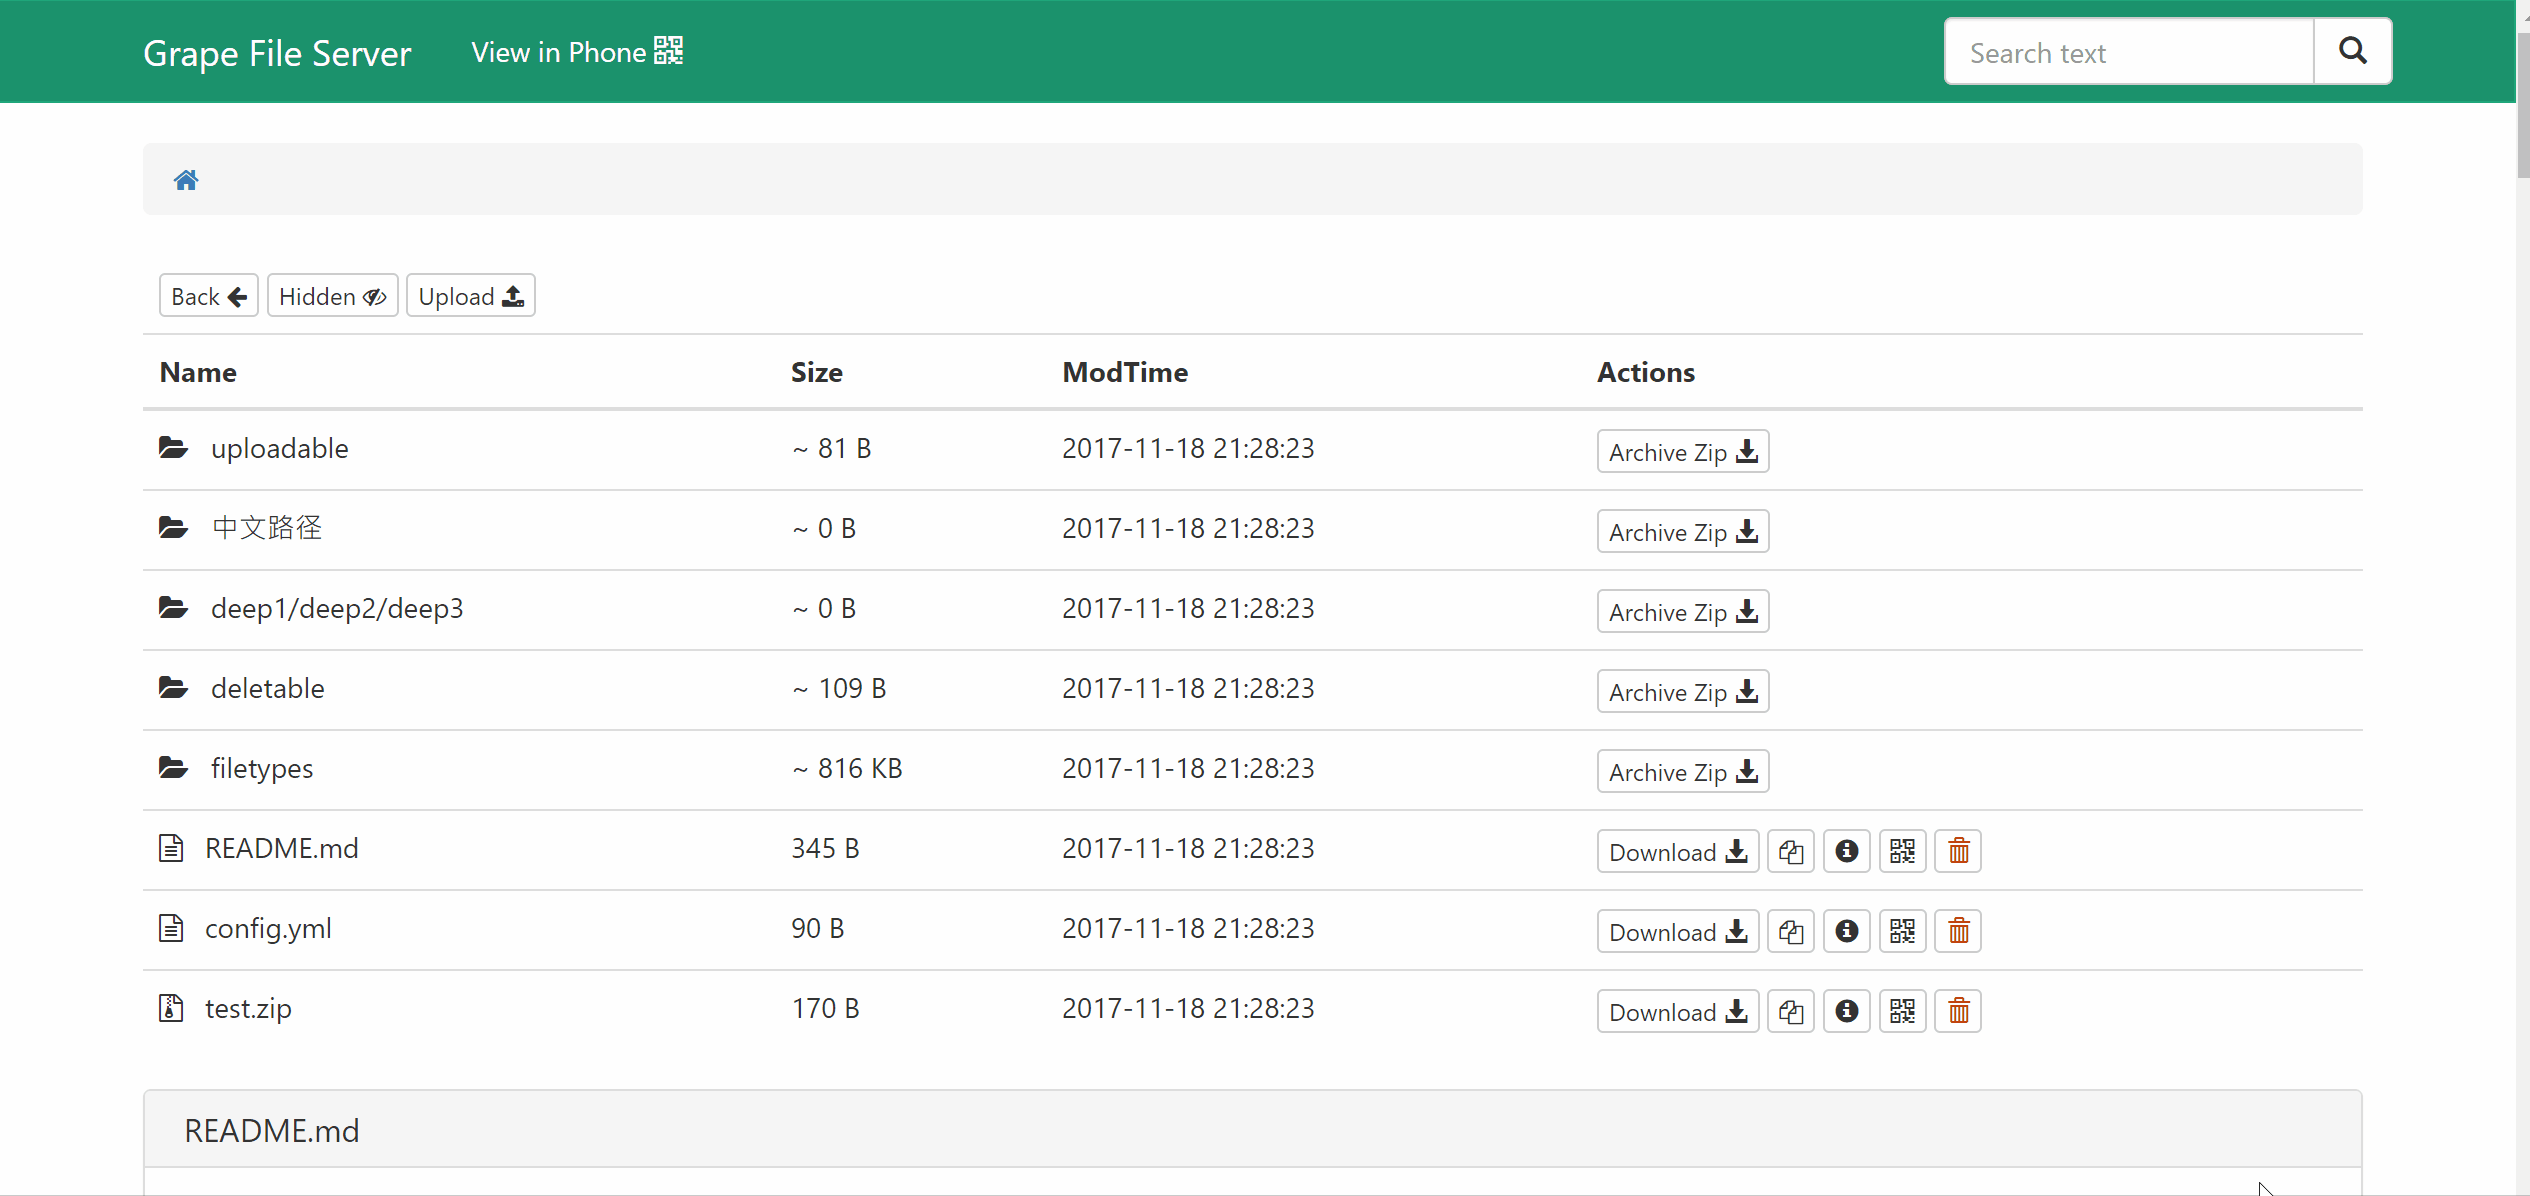 Grape File Server View in Phone Search text
Back Hidden Upload
Name Size ModTime Actions
uploadable ~ 81 B 2017-11-18 21:28:23 Archive Zip
中文路径 ~ 0 B 2017-11-18 21:28:23 Archive Zip
deep1/deep2/deep3 ~ 0 B 2017-11-18 21:28:23 Archive Zip
deletable ~ 109 B 2017-11-18 21:28:23 Archive Zip
filetypes ~ 816 KB 2017-11-18 21:28:23 Archive Zip
README.md 345 B 2017-11-18 21:28:23 Download
config.yml 90 B 2017-11-18 21:28:23 Download
test.zip 170 B 2017-11-18 21:28:23 Download
README.md